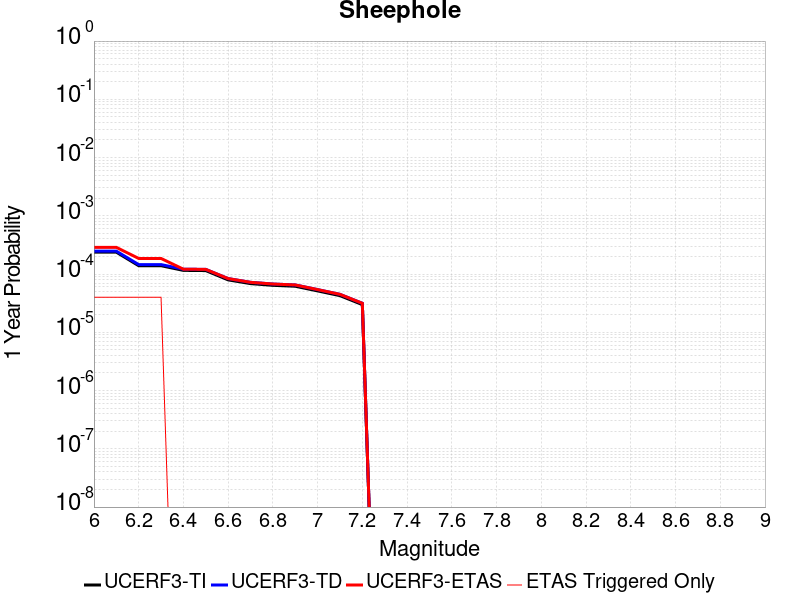 Sheephole
10^0
10^-1
10^-2
10^-3
10^-4
10^-5
10^-6
10^-7
10^-8
1 Year Probability
6 6.2 6.4 6.6 6.8 7 7.2 7.4 7.6 7.8 8 8.2 8.4 8.6 8.8 9
Magnitude
UCERF3-TI UCERF3-TD UCERF3-ETAS ETAS Triggered Only